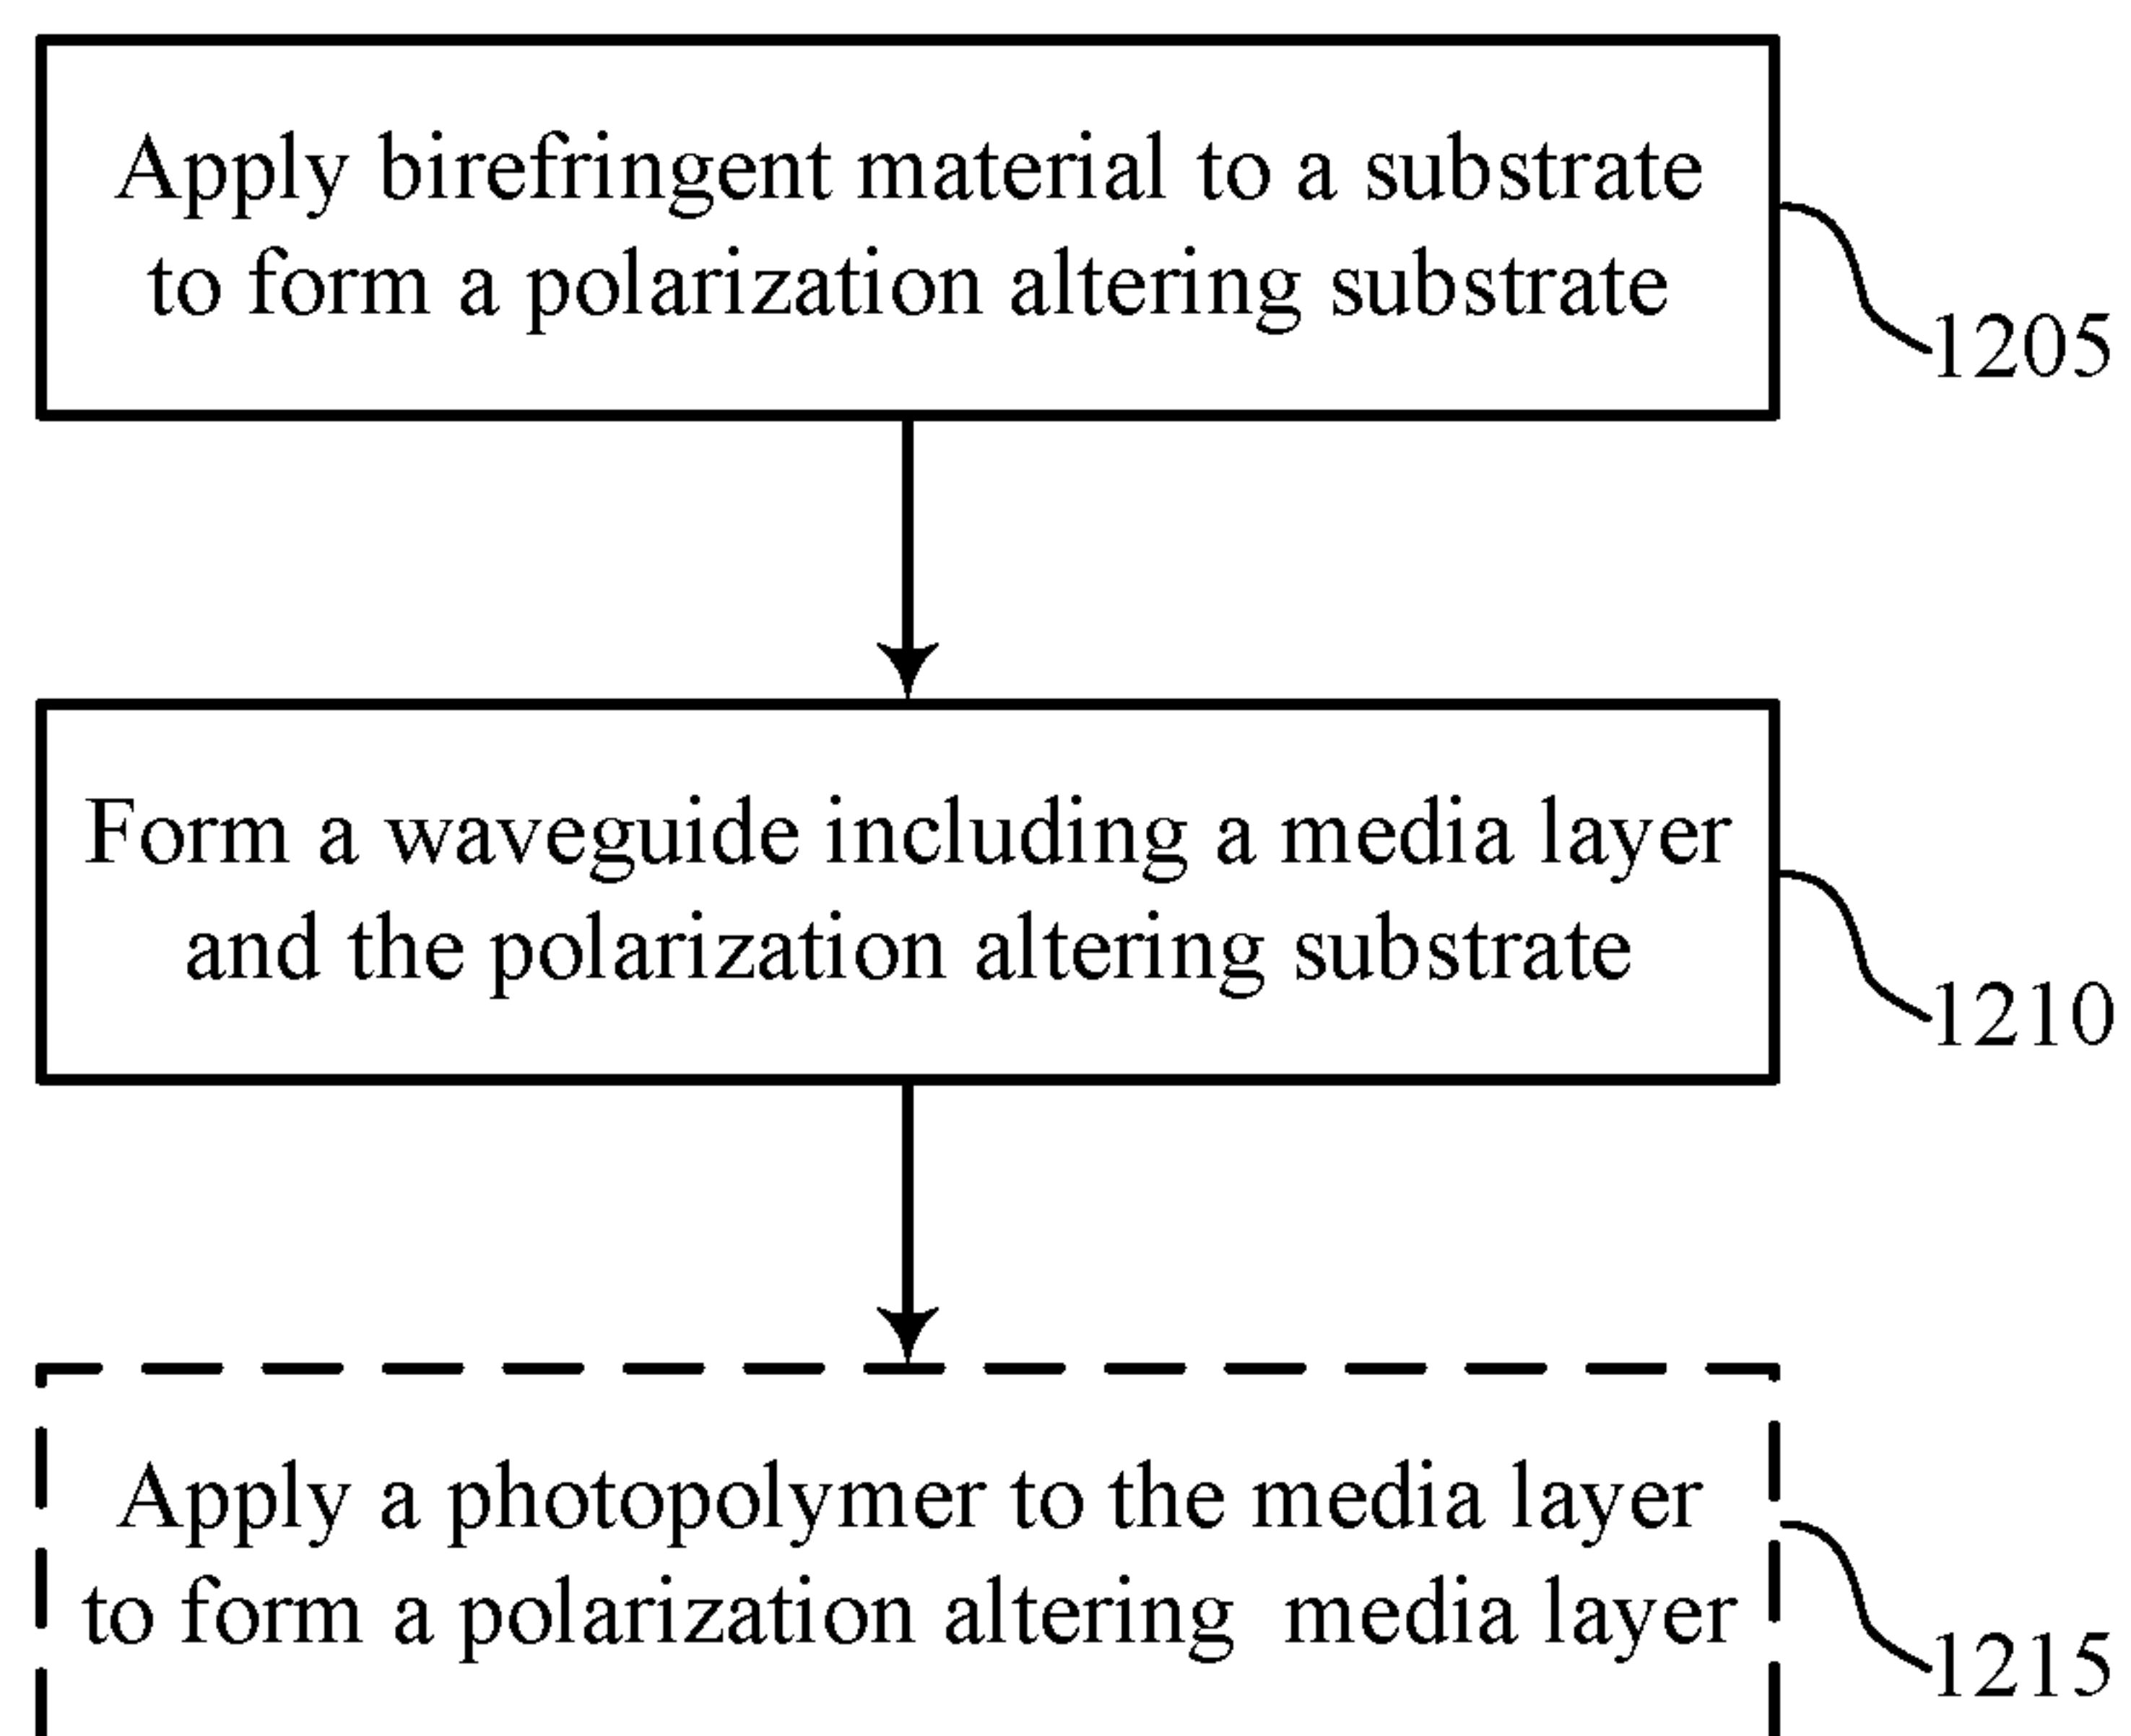 Apply birefringent material to a substrate
to form a polarization altering substrate
1205
Form a waveguide including a media layer
and the polarization altering substrate
1210
Apply a photopolymer to the media layer
to form a polarization altering media layer
1215